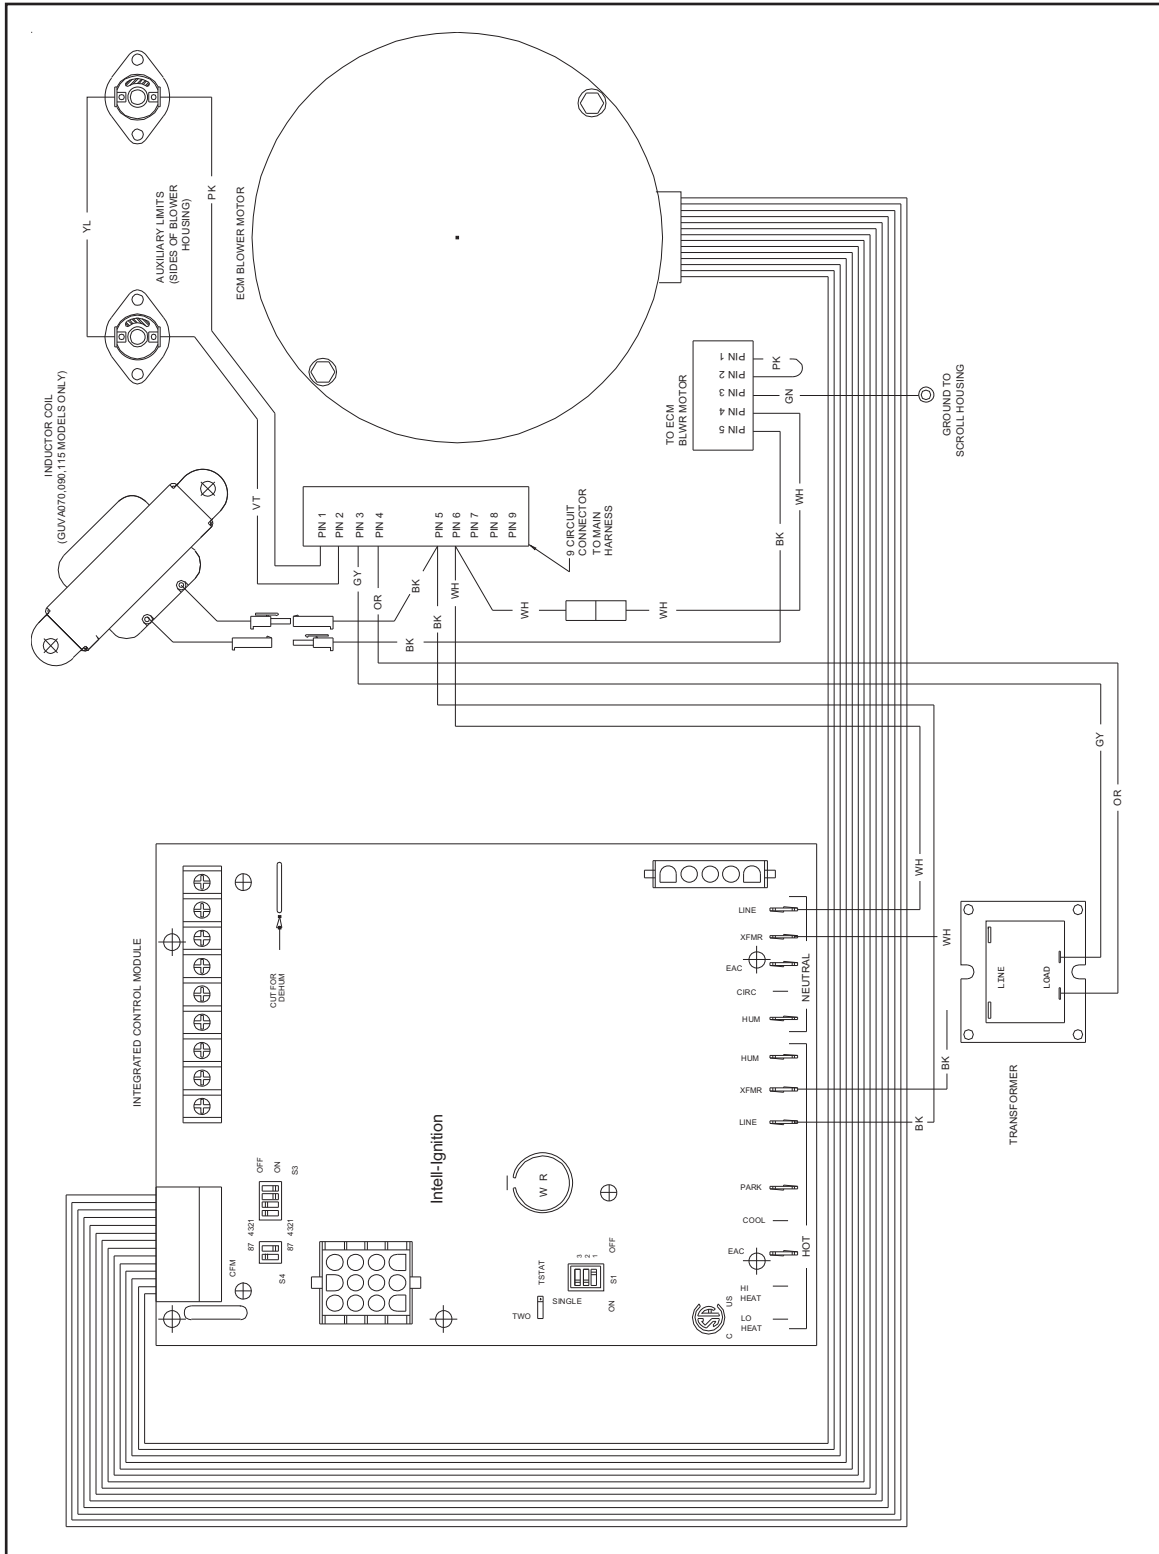 INDUCTOR COIL
(GUVA070,090,115 MODELS ONLY)
YL
AUXILIARY LIMITS
(SIDES OF BLOWER
HOUSING)
PK
ECM BLOWER MOTOR
VT
PIN 1
PIN 2
PIN 3
PIN 4
PIN 5
PIN 6
PIN 7
PIN 8
PIN 9
9 CIRCUIT
CONNECTOR
TO MAIN
HARNESS
GY
OR
BK
BK
WH
BK
WH
WH
TO ECM
BLWR MOTOR
PIN 5
PIN 4
PIN 3
PIN 2
PIN 1
PK
GN
WH
BK
GROUND TO
SCROLL HOUSING
GY
OR
INTEGRATED CONTROL MODULE
CUT FOR
DEHUM
Intell-Ignition
CFM
S4
87
87
4321
4321
OFF
ON
S3
W R
TWO
SINGLE
TSTAT
3
2
1
ON
S1
OFF
C
US
LINE
XFMR
EAC
CIRC
HUM
NEUTRAL
HUM
XFMR
LINE
PARK
COOL
EAC
HI
HEAT
LO
HEAT
HOT
WH
WH
BK
BK
LINE
LOAD
TRANSFORMER